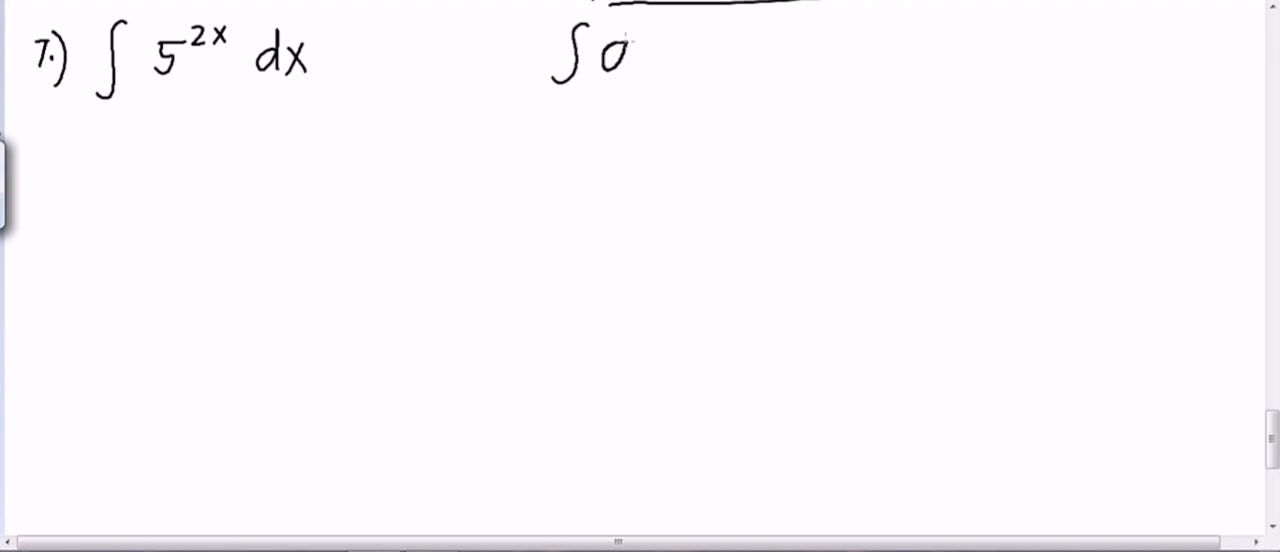 7.) ∫ 5^{2x} dx ∫ a